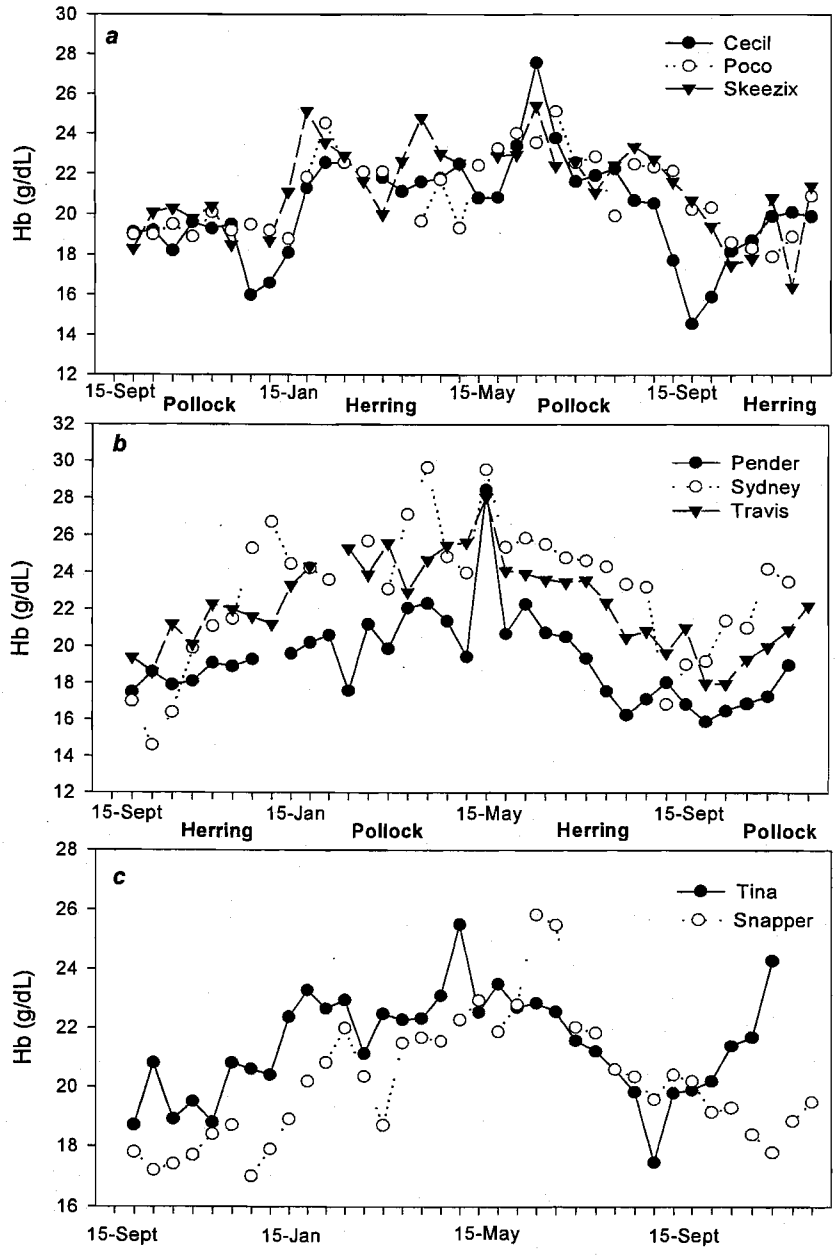 a
Cecil
Poco
Skeezix
Hb (g/dL)
30
28
26
24
22
20
18
16
14
12
15-Sept
15-Jan
15-May
15-Sept
Pollock
Herring
Pollock
Herring
b
Pender
Sydney
Travis
Hb (g/dL)
32
30
28
26
24
22
20
18
16
14
12
15-Sept
15-Jan
15-May
15-Sept
Herring
Pollock
Herring
Pollock
c
Tina
Snapper
Hb (g/dL)
28
26
24
22
20
18
16
15-Sept
15-Jan
15-May
15-Sept